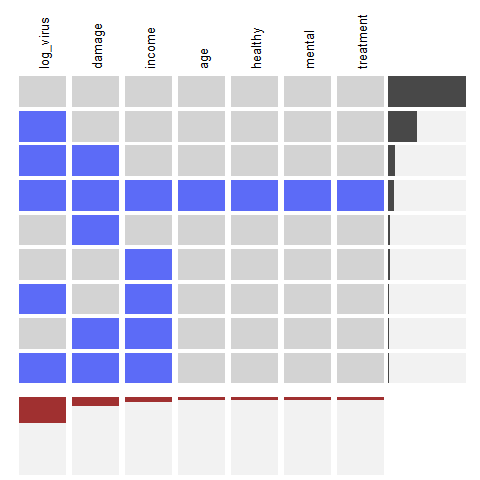 log_virus
damage
income
age
healthy
mental
treatment